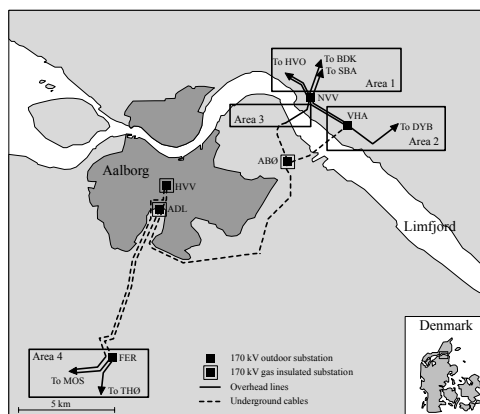 To HVO
To BDK
To SBA
Area 1
NVV
VHA
Area 3
To DYB
Area 2
ABØ
Aalborg
HVV
ADL
Limfjord
Area 4
FER
To MOS
To THØ
5 km
170 kV outdoor substation
170 kV gas insulated substation
Overhead lines
Underground cables
Denmark